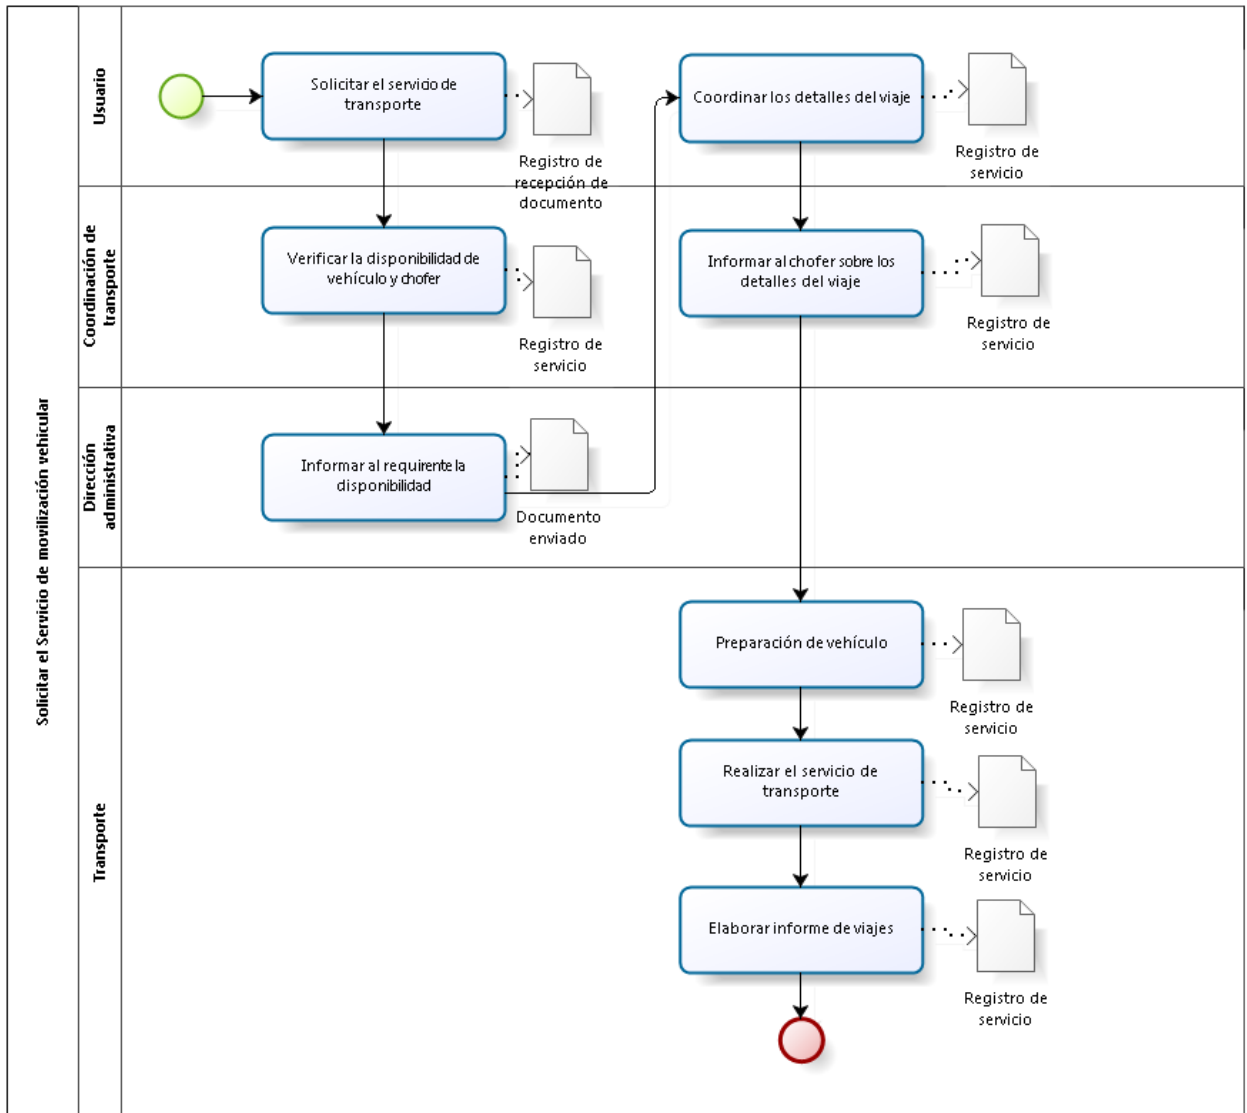 Solicitar el Servicio de movilización vehicular
Usuario
Solicitar el servicio de
transporte
Registro de
recepción de
documento
Coordinar los detalles del viaje
Registro de
servicio
Coordinación de
transporte
Verificar la disponibilidad de
vehículo y chofer
Registro de
servicio
Informar al chofer sobre los
detalles del viaje
Registro de
servicio
Dirección
administrativa
Informar al requirente la
disponibilidad
Documento
enviado
Transporte
Preparación de vehículo
Registro de
servicio
Realizar el servicio de
transporte
Registro de
servicio
Elaborar informe de viajes
Registro de
servicio